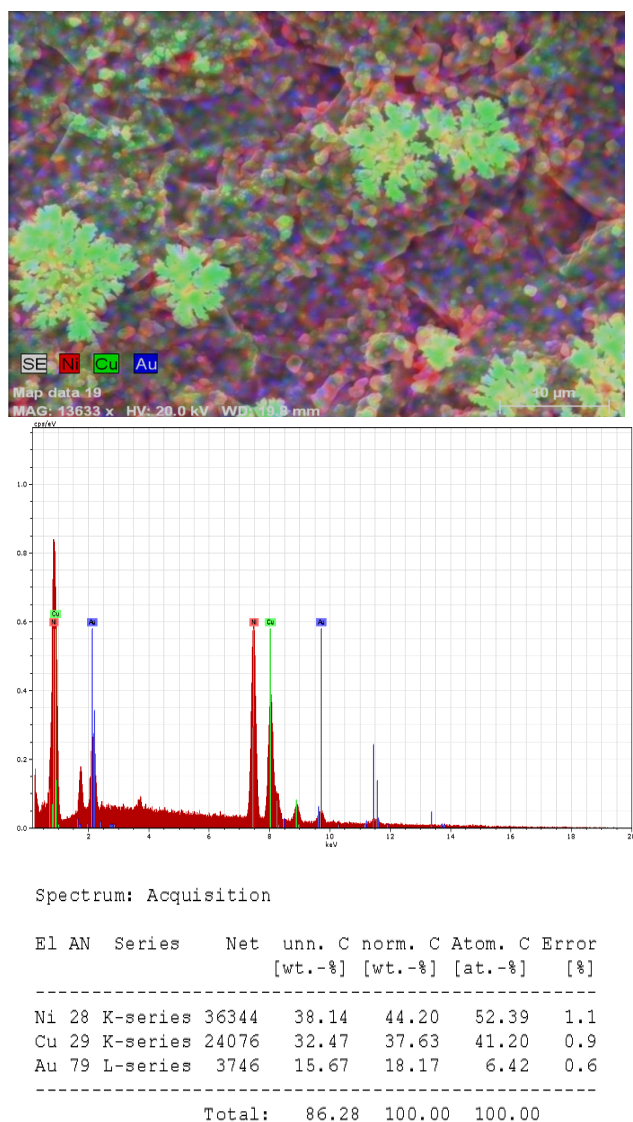 SE Ni Cu Au
Map data 19
MAG: 13633 x HV: 20.0 kV WD: 19.9 mm
10 µm
cps/eV
1.0
0.8
Cu
Ni Au Ni Cu Au
0.6
0.4
0.2
0.0
2 4 6 8 10 12 14 16 18 20
keV
Spectrum: Acquisition
El AN Series Net unn. C norm. C Atom. C Error
[wt.-%] [wt.-%] [at.-%] [%]
Ni 28 K-series 36344 38.14 44.20 52.39 1.1
Cu 29 K-series 24076 32.47 37.63 41.20 0.9
Au 79 L-series 3746 15.67 18.17 6.42 0.6
Total: 86.28 100.00 100.00